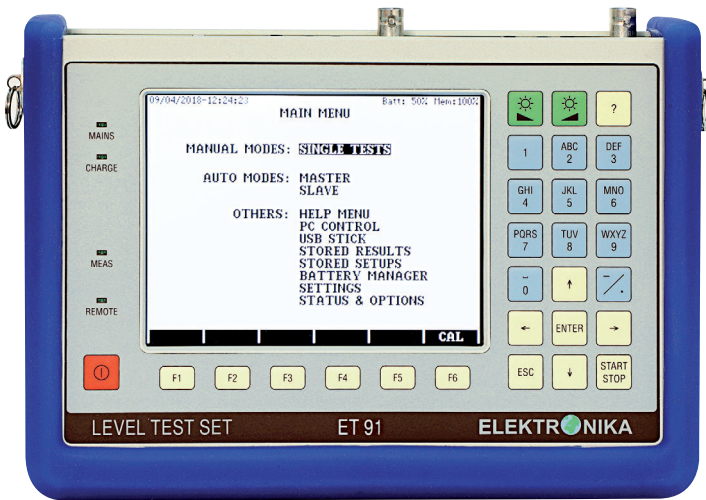 09/04/2018-12:24:23 Batt: 50% Mem:100%
MAIN MENU
MANUAL MODES: SINGLE TESTS
AUTO MODES: MASTER
SLAVE
OTHERS: HELP MENU
PC CONTROL
USB STICK
STORED RESULTS
STORED SETUPS
BATTERY MANAGER
SETTINGS
STATUS & OPTIONS
CAL
MAINS
CHARGE
MEAS
REMOTE
F1 F2 F3 F4 F5 F6
?
1 ABC 2 DEF 3
GHI 4 JKL 5 MNO 6
PQRS 7 TUV 8 WXYZ 9
0 ↑ -/.
← ENTER →
ESC ↓ START STOP
LEVEL TEST SET ET 91 ELEKTRONIKA